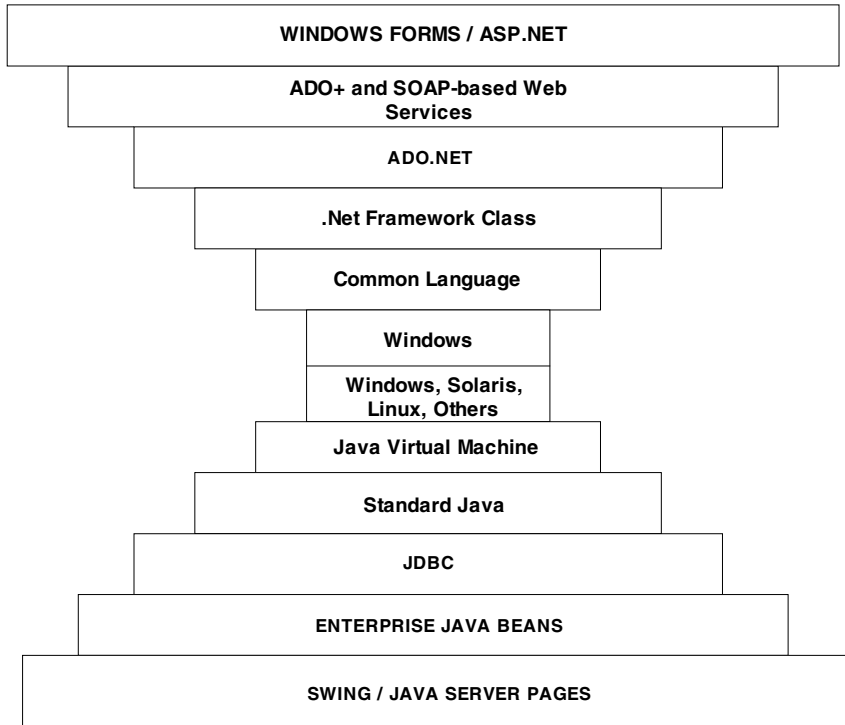 WINDOWS FORMS / ASP.NET
ADO+ and SOAP-based Web
Services
ADO.NET
.Net Framework Class
Common Language
Windows
Windows, Solaris,
Linux, Others
Java Virtual Machine
Standard Java
JDBC
ENTERPRISE JAVA BEANS
SWING / JAVA SERVER PAGES